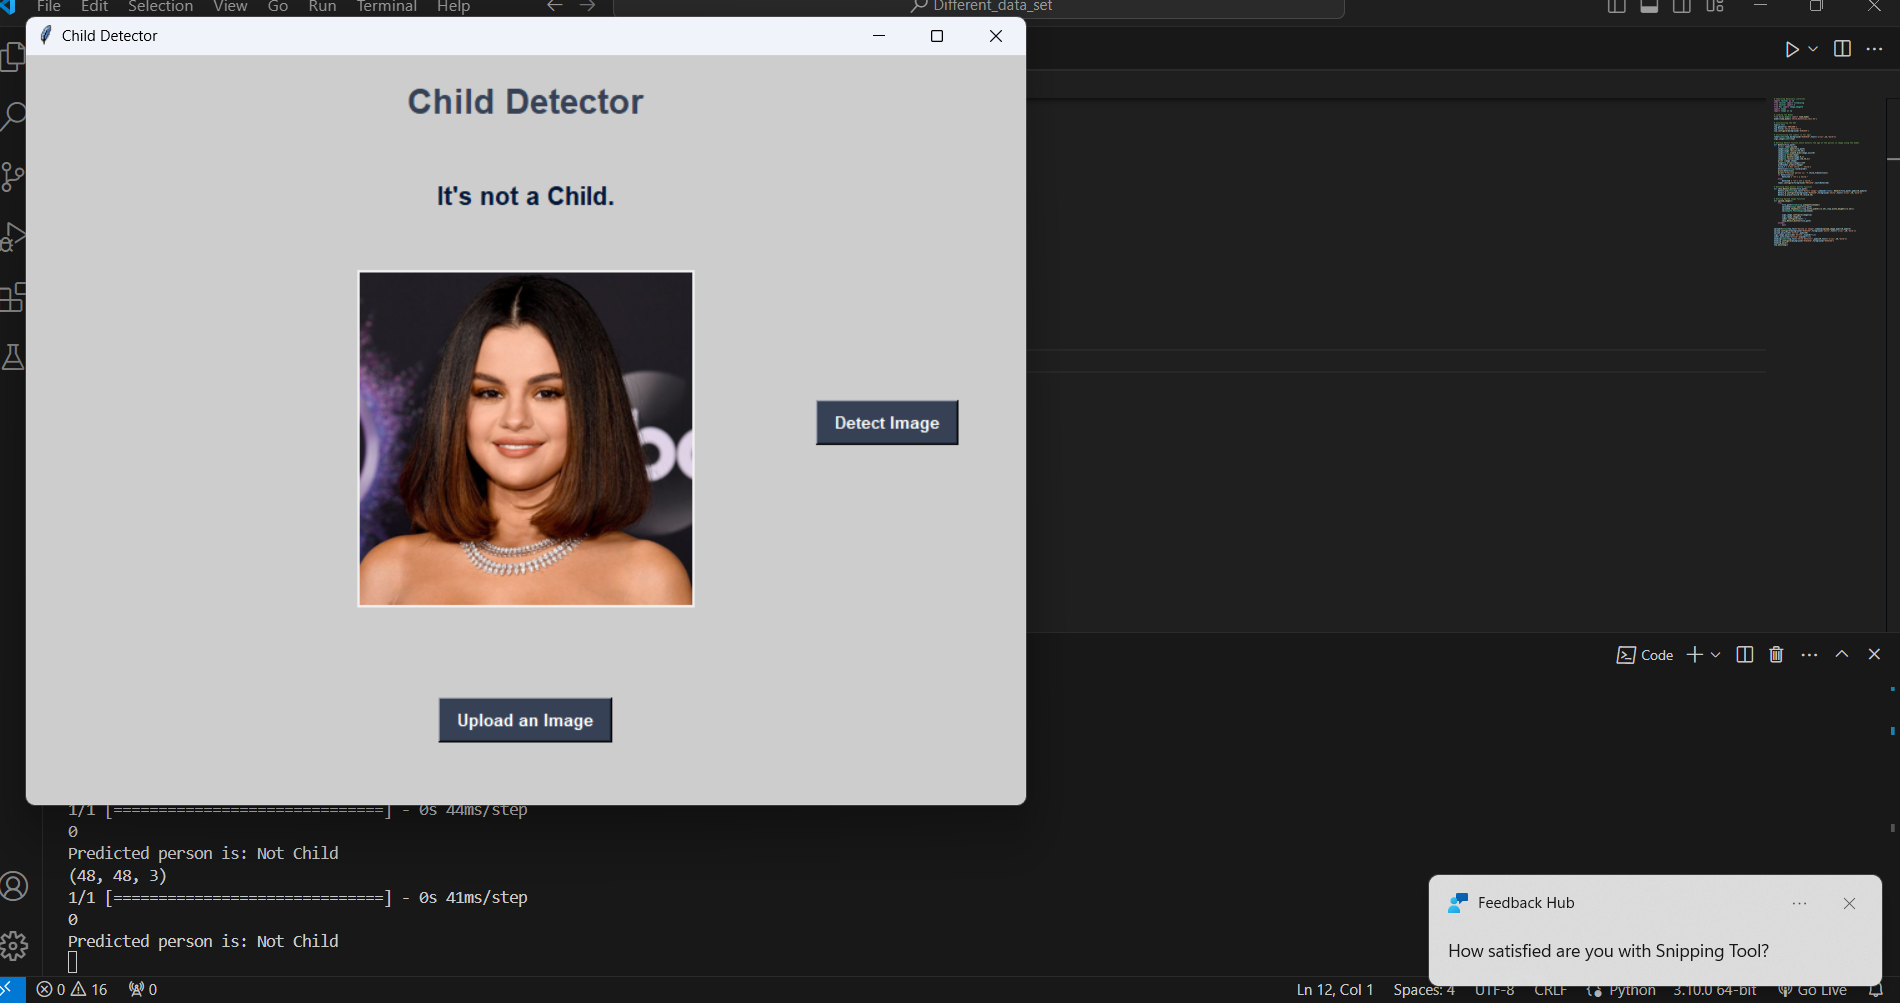 File Edit Selection View Go Run Terminal Help
Different_data_set
Child Detector
Child Detector
It's not a Child.
Detect Image
Upload an Image
Code
1/1 [==============================] - 0s 44ms/step
0
Predicted person is: Not Child
(48, 48, 3)
1/1 [==============================] - 0s 41ms/step
0
Predicted person is: Not Child
Feedback Hub
How satisfied are you with Snipping Tool?
0 16 0
Ln 12, Col 1 Spaces: 4 UTF-8 CRLF Python 3.10.0 64-bit Go Live